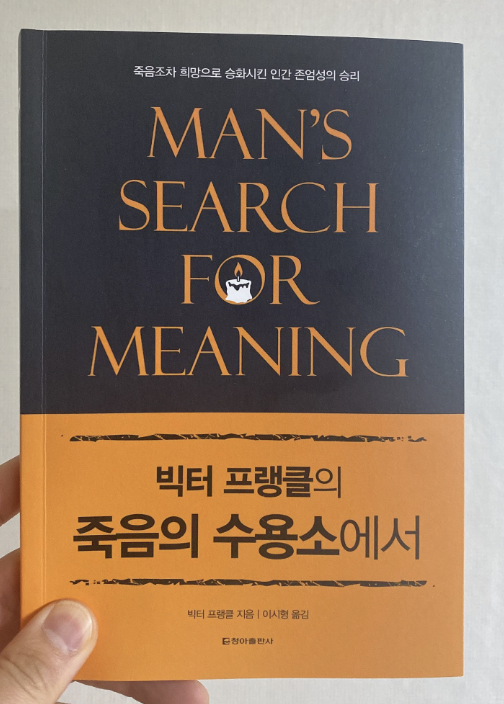 죽음조차 희망으로 승화시킨 인간 존엄성의 승리
MAN'S
SEARCH
FOR
MEANING
빅터 프랭클의
죽음의 수용소에서
빅터 프랭클 지음 | 이시형 옮김
청아출판사